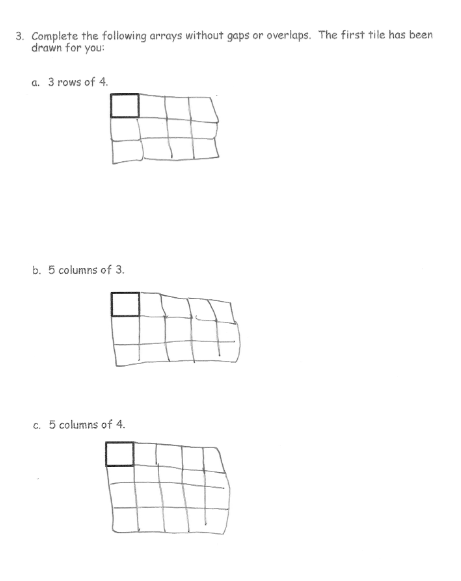 3. Complete the following arrays without gaps or overlaps. The first tile has been
drawn for you:
a. 3 rows of 4.
b. 5 columns of 3.
c. 5 columns of 4.